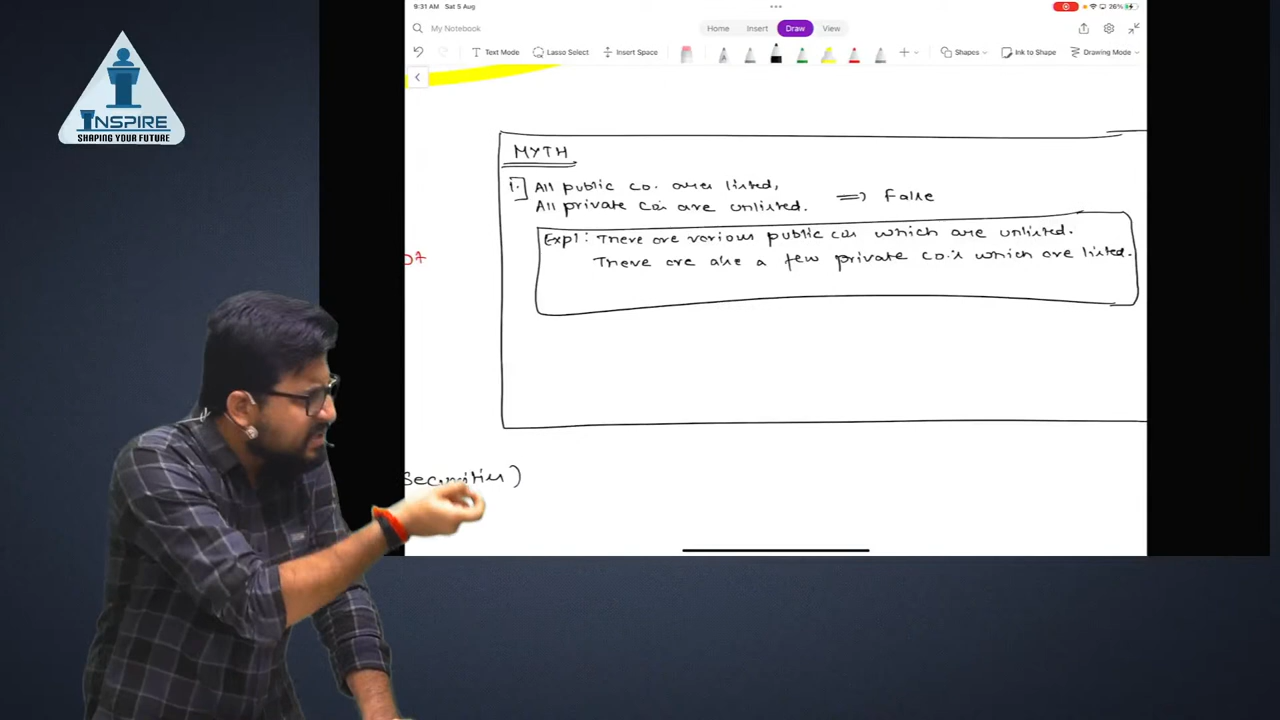 9:31 AM Sat 5 Aug
26%
My Notebook
Home Insert Draw View
Text Mode Lasso Select Insert Space Shapes Ink to Shape Drawing Mode
INSPIRE
SHAPING YOUR FUTURE
MYTH
1. All public co. are listed,
All private co's are unlisted. => False
Expl: There are various public cos which are unlisted.
There are also a few private co.'s which are listed.
Securities)